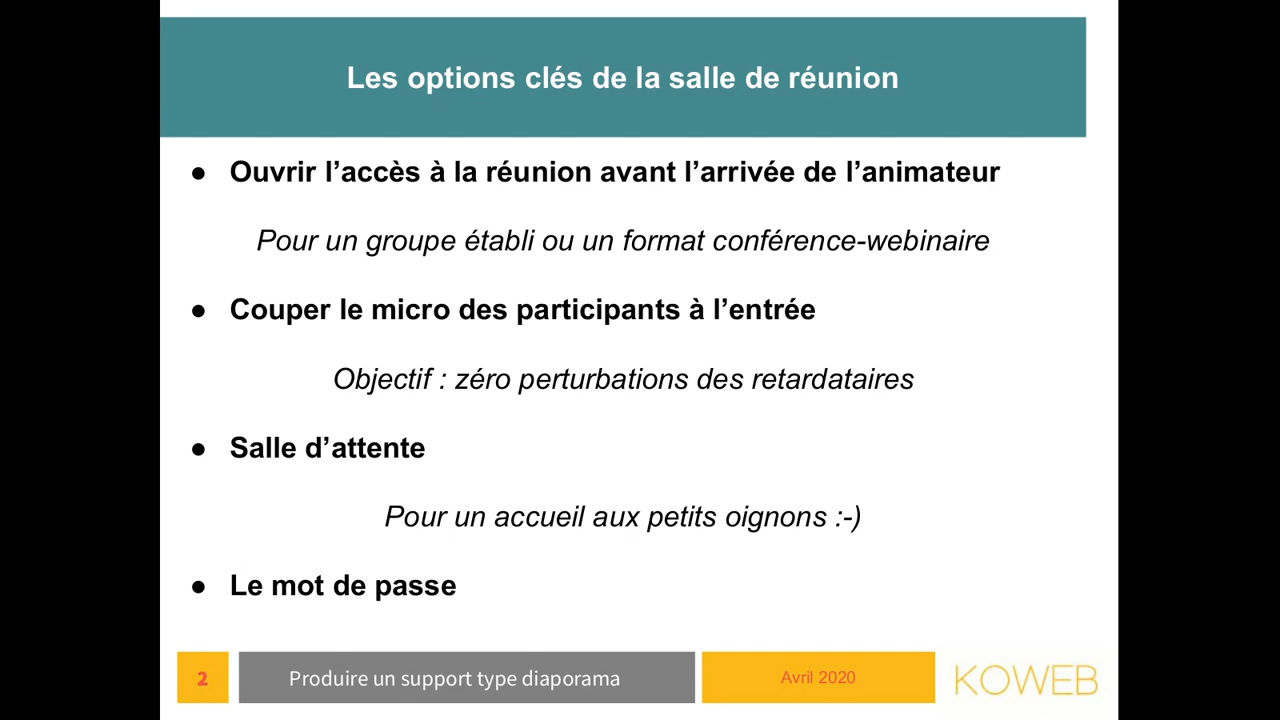 Les options clés de la salle de réunion
● Ouvrir l’accès à la réunion avant l’arrivée de l’animateur
Pour un groupe établi ou un format conférence-webinaire
● Couper le micro des participants à l’entrée
Objectif : zéro perturbations des retardataires
● Salle d’attente
Pour un accueil aux petits oignons :-)
● Le mot de passe
2 Produire un support type diaporama Avril 2020 KOWEB